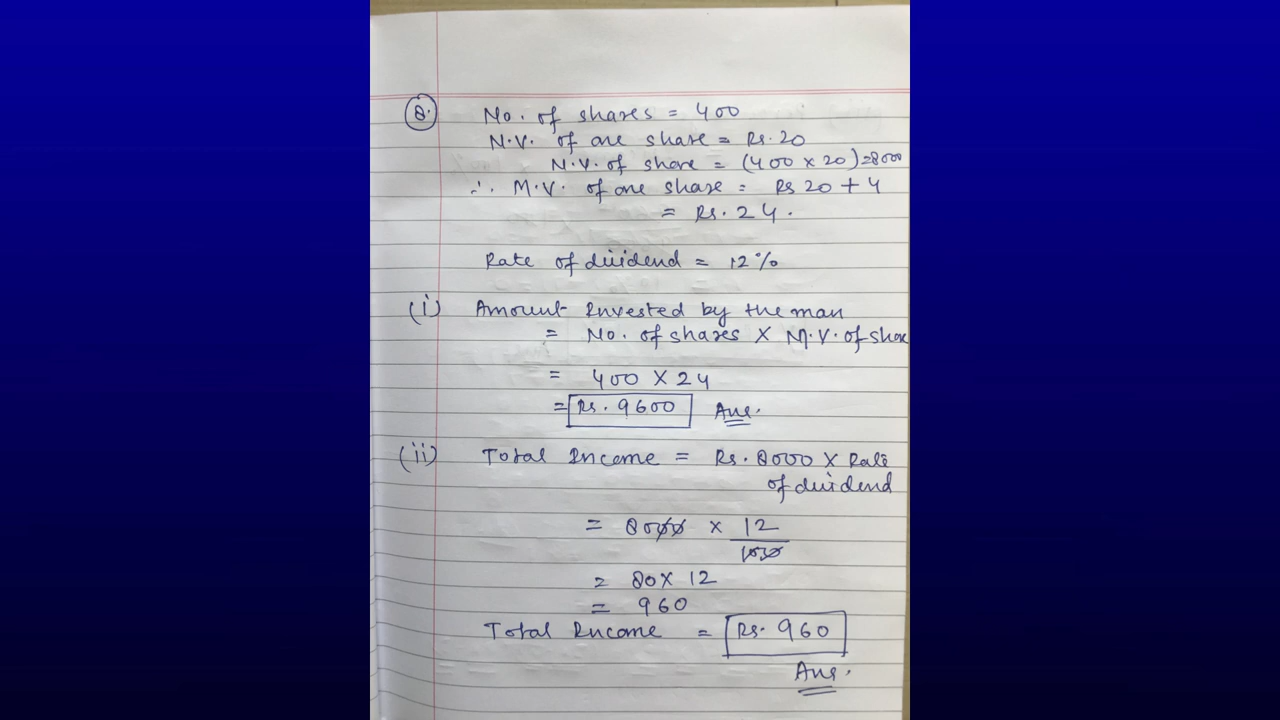 8.
No. of shares = 400
N.V. of one share = Rs. 20
N.V. of share = (400 x 20) = 8000
∴ M.V. of one share = Rs 20 + 4
= Rs. 24.
Rate of dividend = 12%
(i) Amount Invested by the man
= No. of shares X M.V. of share
= 400 X 24
= Rs. 9600 Ans.
(ii) Total Income = Rs. 8000 X Rate
of dividend
= 8000 x 12/100
= 80 X 12
= 960
Total Income = Rs. 960
Ans.